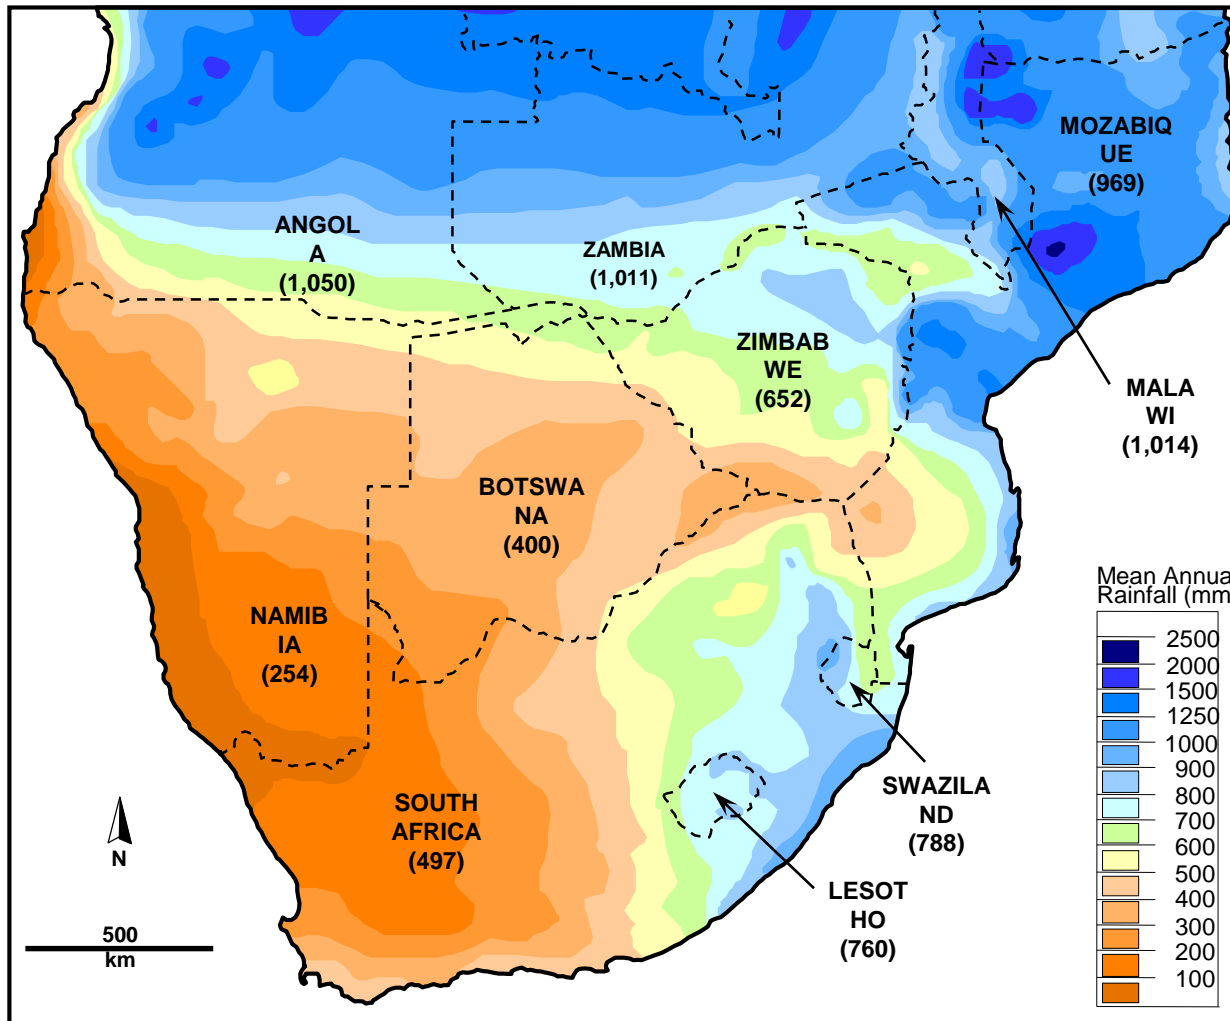 MOZABIQ
UE
(969)
ANGOL
A
(1,050)
ZAMBIA
(1,011)
ZIMBAB
WE
(652)
MALA
WI
(1,014)
BOTSWA
NA
(400)
NAMIB
IA
(254)
SOUTH
AFRICA
(497)
SWAZILA
ND
(788)
LESOT
HO
(760)
N
500
km
Mean Annua
Rainfall (mm
2500
2000
1500
1250
1000
900
800
700
600
500
400
300
200
100